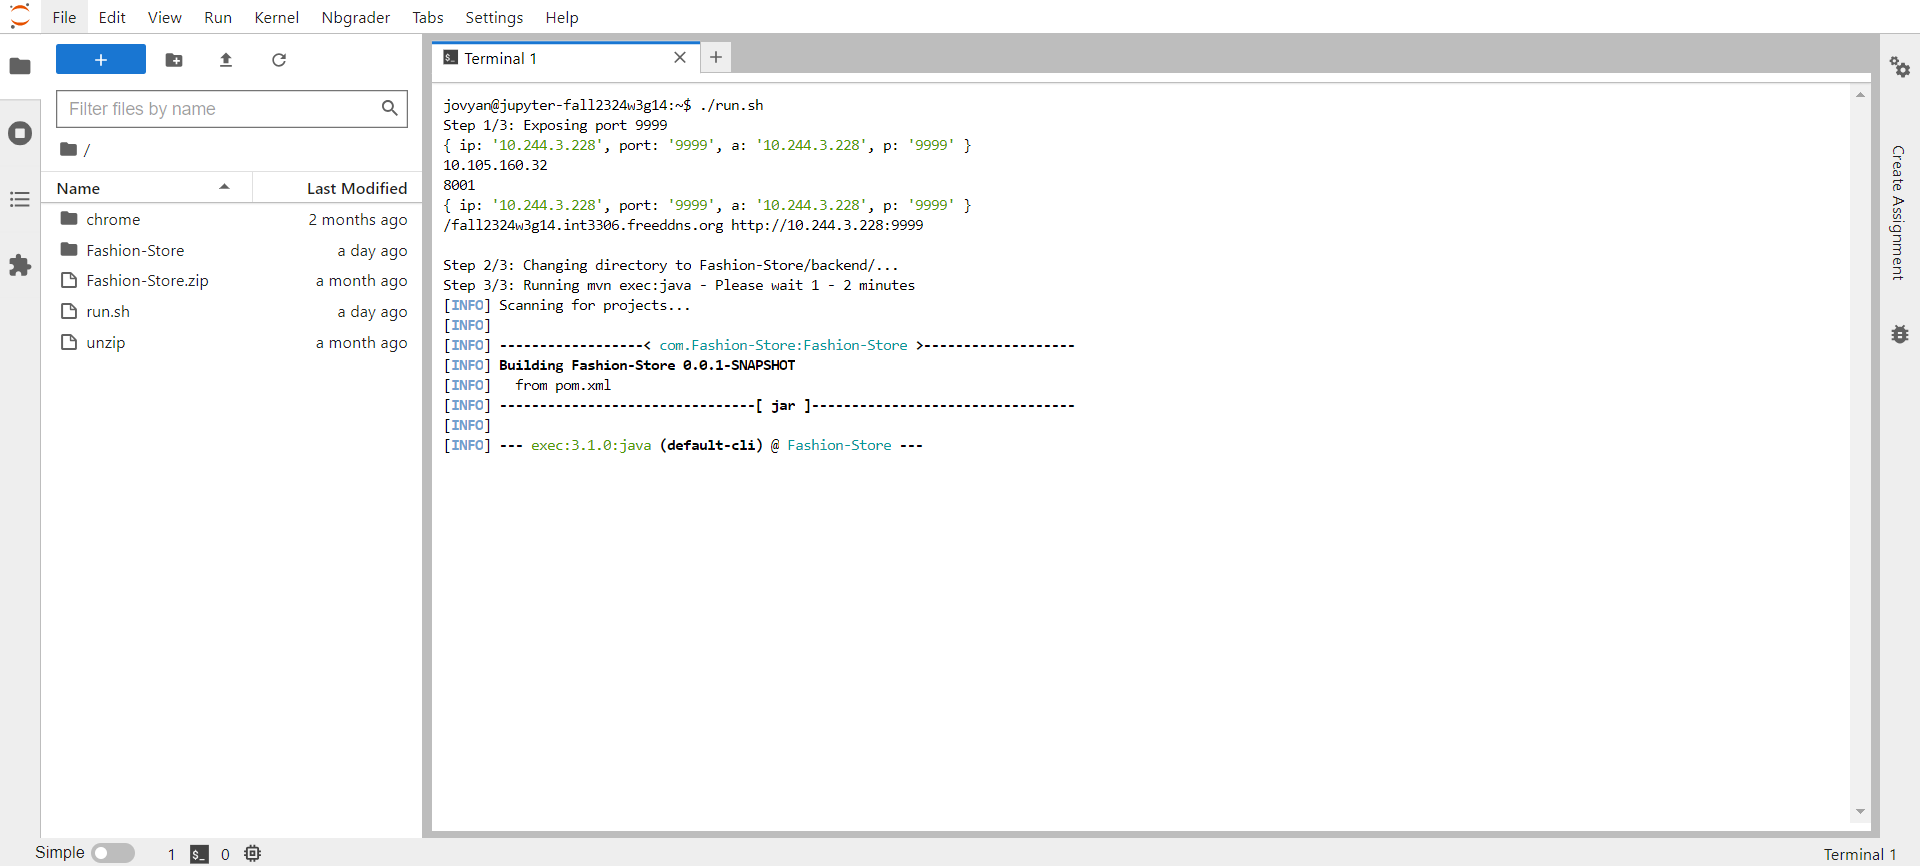 File Edit View Run Kernel Nbgrader Tabs Settings Help
+
Filter files by name
/
Name Last Modified
chrome 2 months ago
Fashion-Store a day ago
Fashion-Store.zip a month ago
run.sh a day ago
unzip a month ago
$_ Terminal 1 × +
jovyan@jupyter-fall2324w3g14:~$ ./run.sh
Step 1/3: Exposing port 9999
{ ip: '10.244.3.228', port: '9999', a: '10.244.3.228', p: '9999' }
10.105.160.32
8001
{ ip: '10.244.3.228', port: '9999', a: '10.244.3.228', p: '9999' }
/fall2324w3g14.int3306.freeddns.org http://10.244.3.228:9999
Step 2/3: Changing directory to Fashion-Store/backend/...
Step 3/3: Running mvn exec:java - Please wait 1 - 2 minutes
[INFO] Scanning for projects...
[INFO]
[INFO] ------------------< com.Fashion-Store:Fashion-Store >-------------------
[INFO] Building Fashion-Store 0.0.1-SNAPSHOT
[INFO]   from pom.xml
[INFO] --------------------------------[ jar ]---------------------------------
[INFO]
[INFO] --- exec:3.1.0:java (default-cli) @ Fashion-Store ---
Create Assignment
Simple 1 $_ 0
Terminal 1